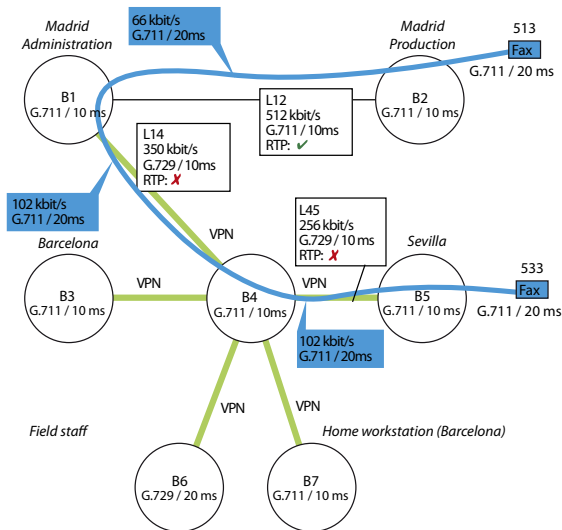 66 kbit/s
G.711 / 20ms
Madrid
Administration
Madrid
Production
513
Fax
G.711 / 20 ms
B1
G.711 / 10 ms
L12
512 kbit/s
G.711 / 10ms
RTP: ✔
B2
G.711 / 10 ms
L14
350 kbit/s
G.729 / 10ms
RTP: ✘
102 kbit/s
G.711 / 20ms
VPN
L45
256 kbit/s
G.729 / 10 ms
RTP: ✘
Barcelona
Sevilla
533
Fax
G.711 / 20 ms
B3
G.711 / 10 ms
VPN
B4
G.711 / 10ms
VPN
B5
G.711 / 10 ms
102 kbit/s
G.711 / 20ms
VPN
VPN
Field staff
Home workstation (Barcelona)
B6
G.729 / 20 ms
B7
G.711 / 10 ms